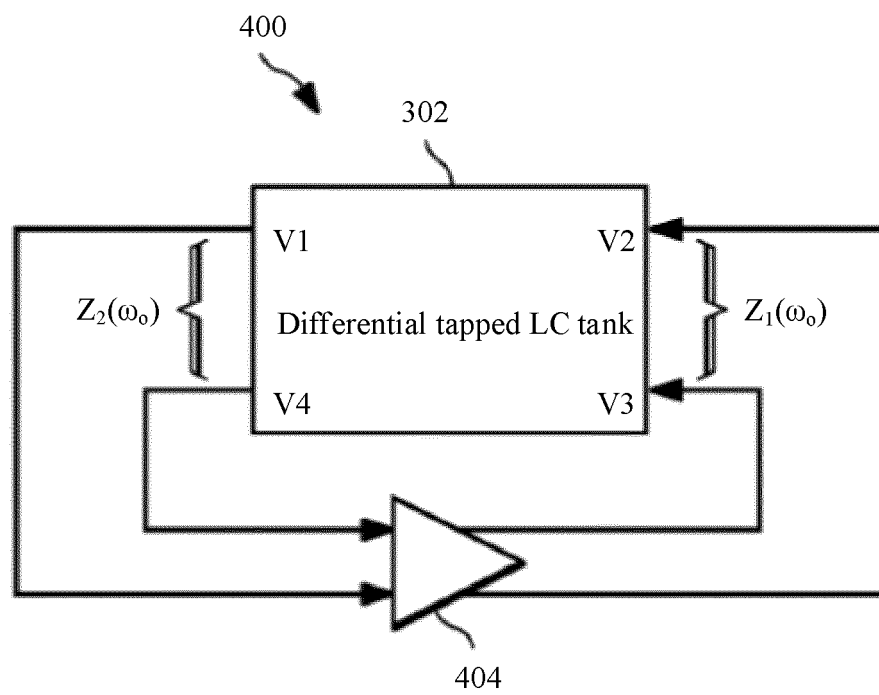 400
302
V1 V2
Z₂(ωₒ) Z₁(ωₒ)
Differential tapped LC tank
V4 V3
404